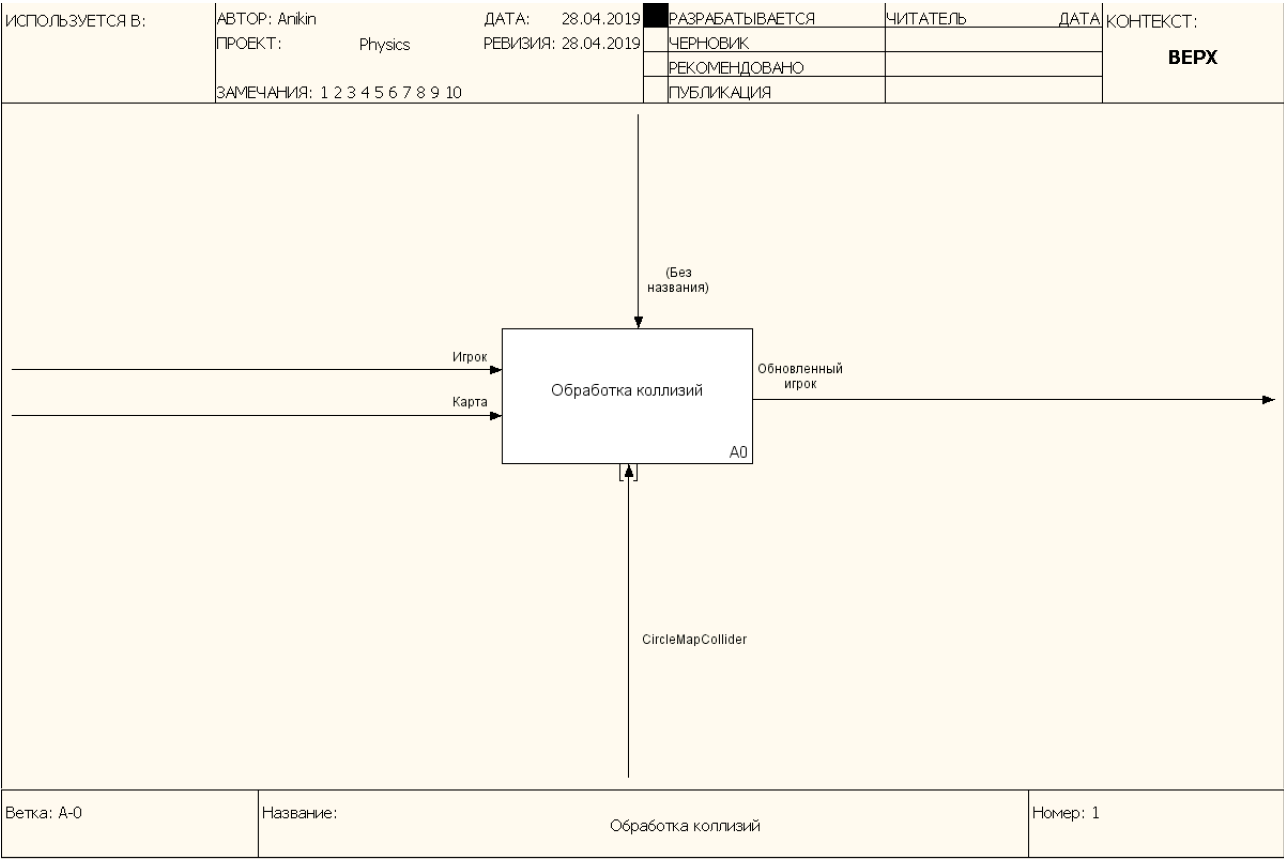 ИСПОЛЬЗУЕТСЯ В:
АВТОР: Anikin
ДАТА: 28.04.2019
ПРОЕКТ: Physics
РЕВИЗИЯ: 28.04.2019
ЗАМЕЧАНИЯ: 1 2 3 4 5 6 7 8 9 10
РАЗРАБАТЫВАЕТСЯ
ЧЕРНОВИК
РЕКОМЕНДОВАНО
ПУБЛИКАЦИЯ
ЧИТАТЕЛЬ
ДАТА
КОНТЕКСТ:
ВЕРХ
(Без
названия)
Игрок
Карта
Обработка коллизий
A0
Обновленный
игрок
CircleMapCollider
Ветка: A-0
Название:
Обработка коллизий
Номер: 1